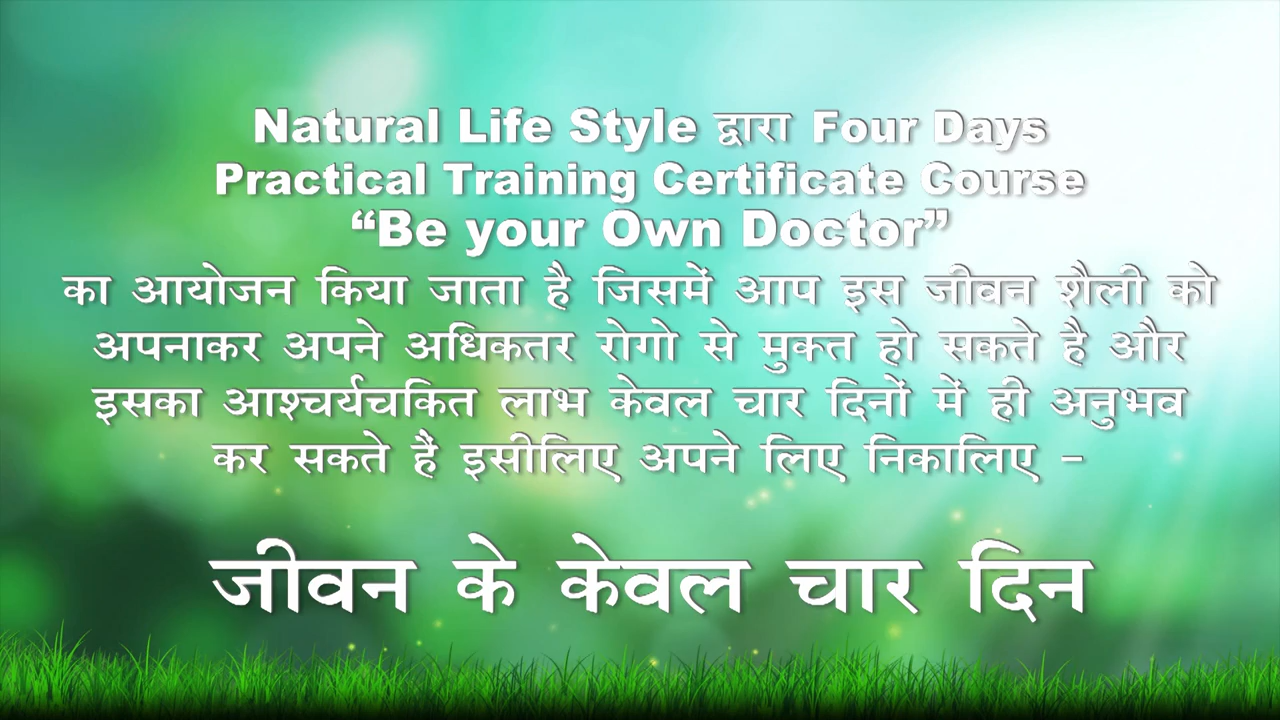 Natural Life Style द्वारा Four Days
Practical Training Certificate Course
“Be your Own Doctor”
का आयोजन किया जाता है जिसमें आप इस जीवन शैली को
अपनाकर अपने अधिकतर रोगो से मुक्त हो सकते है और
इसका आश्चर्यचकित लाभ केवल चार दिनों में ही अनुभव
कर सकते हैं इसीलिए अपने लिए निकालिए –
जीवन के केवल चार दिन